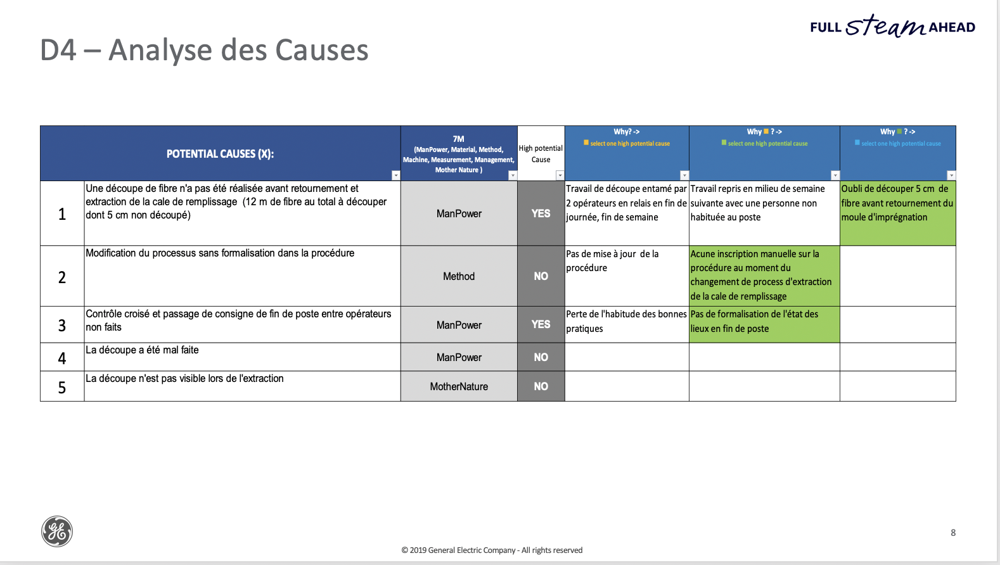 FULL steam AHEAD
D4 – Analyse des Causes
POTENTIAL CAUSES (X):
7M
(ManPower, Material, Method,
Machine, Measurement, Management,
Mother Nature )
High potential
Cause
Why? ->
select one high potential cause
Why ? ->
select one high potential cause
Why ? ->
select one high potential cause
1
Une découpe de fibre n'a pas été réalisée avant retournement et
extraction de la cale de remplissage (12 m de fibre au total à découper
dont 5 cm non découpé)
ManPower
YES
Travail de découpe entamé par
2 opérateurs en relais en fin de
journée, fin de semaine
Travail repris en milieu de semaine
suivante avec une personne non
habituée au poste
Oubli de découper 5 cm de
fibre avant retournement du
moule d'imprégnation
2
Modification du processus sans formalisation dans la procédure
Method
NO
Pas de mise à jour de la
procédure
Acune inscription manuelle sur la
procédure au moment du
changement de process d'extraction
de la cale de remplissage
3
Contrôle croisé et passage de consigne de fin de poste entre opérateurs
non faits
ManPower
YES
Perte de l'habitude des bonnes
pratiques
Pas de formalisation de l'état des
lieux en fin de poste
4
La découpe a été mal faite
ManPower
NO
5
La découpe n'est pas visible lors de l'extraction
MotherNature
NO
GE
8
© 2019 General Electric Company - All rights reserved